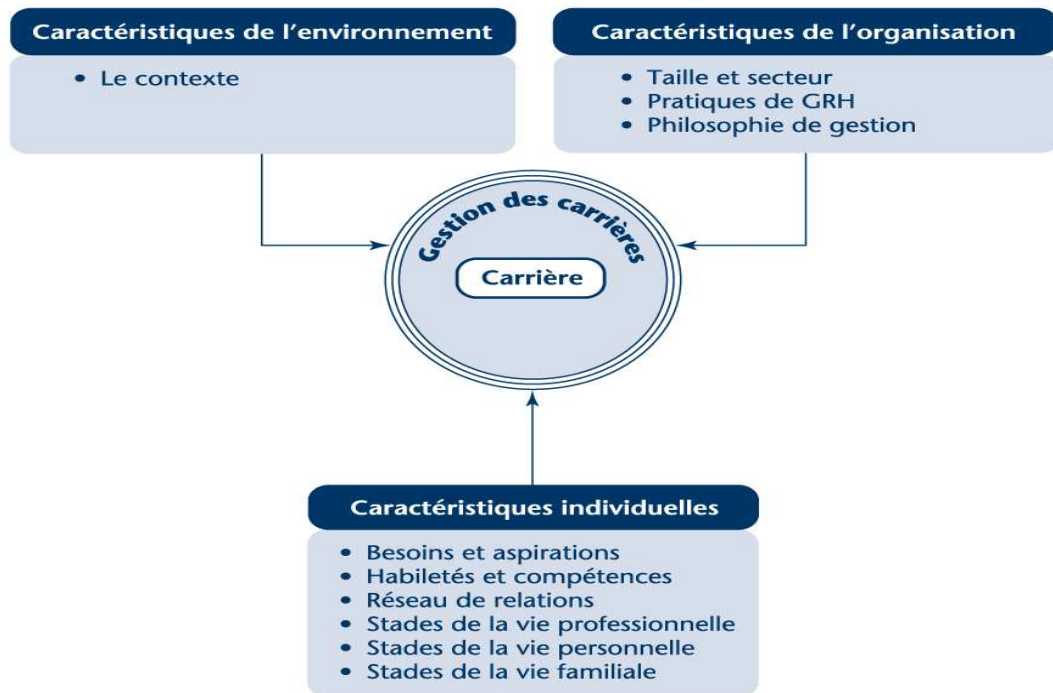 Caractéristiques de l'environnement
• Le contexte
Caractéristiques de l'organisation
• Taille et secteur
• Pratiques de GRH
• Philosophie de gestion
Gestion des carrières
Carrière
Caractéristiques individuelles
• Besoins et aspirations
• Habiletés et compétences
• Réseau de relations
• Stades de la vie professionnelle
• Stades de la vie personnelle
• Stades de la vie familiale